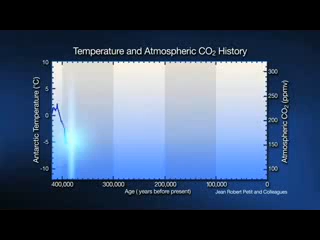 Temperature and Atmospheric CO₂ History
10
5
0
-5
-10
Antarctic Temperature (°C)
300
250
200
150
100
Atmospheric CO₂ (ppmv)
400,000 300,000 200,000 100,000 0
Age ( years before present)
Jean Robert Petit and Colleagues